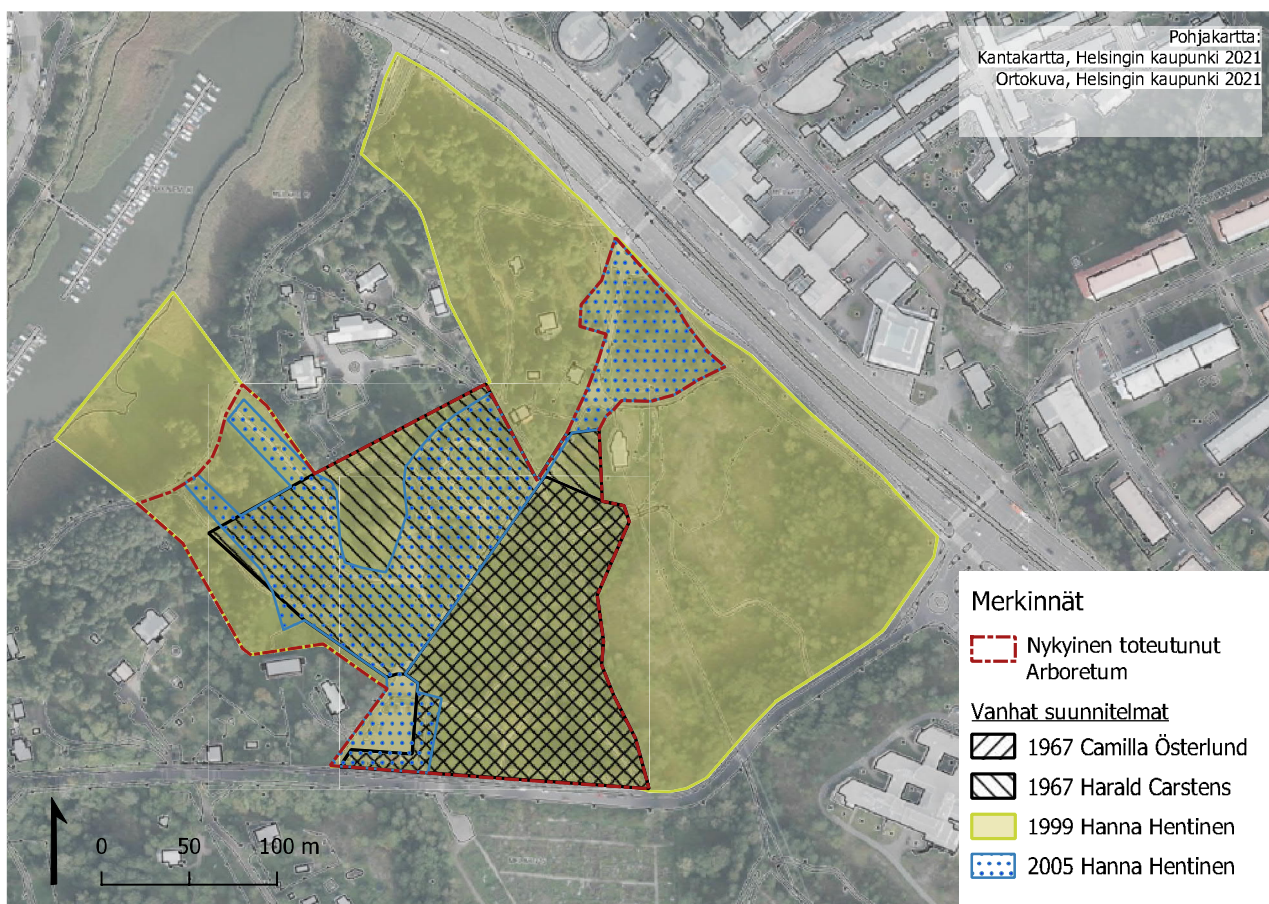 Pohjakartta:
Kantakartta, Helsingin kaupunki 2021
Ortokuva, Helsingin kaupunki 2021
Merkinnät
Nykyinen toteutunut
Arboretum
Vanhat suunnitelmat
1967 Camilla Österlund
1967 Harald Carstens
1999 Hanna Hentinen
2005 Hanna Hentinen
0 50 100 m